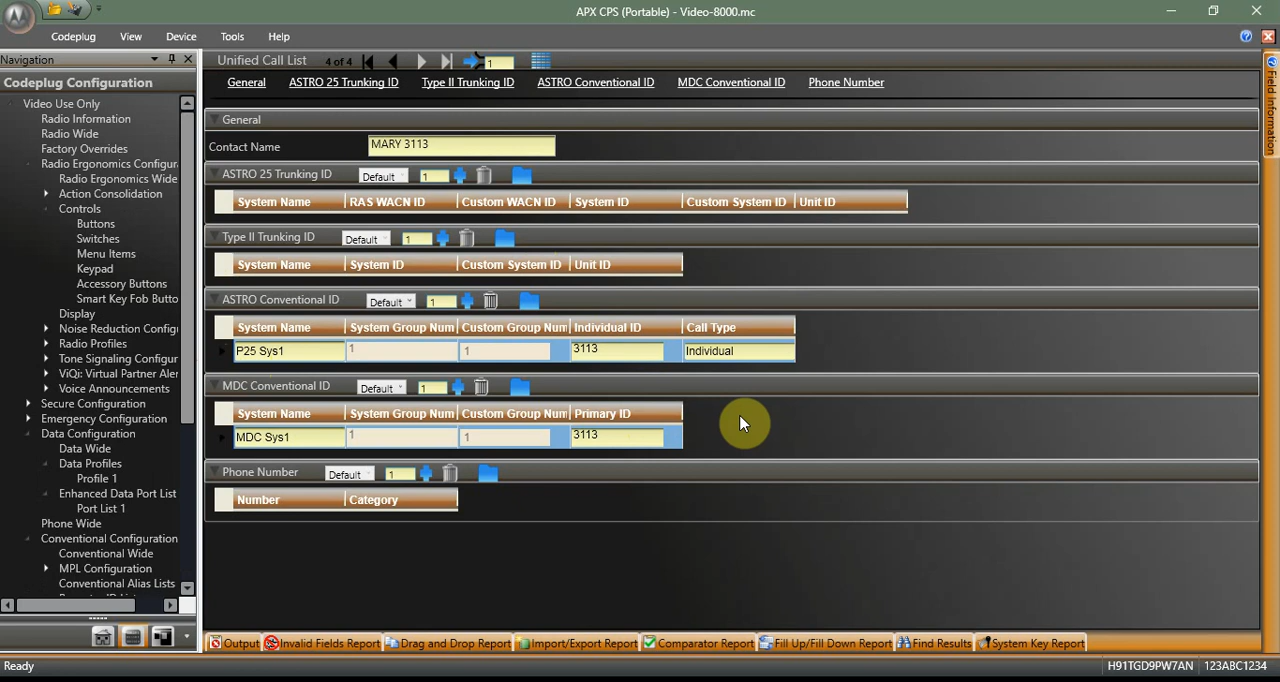 APX CPS (Portable) - Video-8000.mc
Codeplug View Device Tools Help
Navigation
Codeplug Configuration
Video Use Only
Radio Information
Radio Wide
Factory Overrides
Radio Ergonomics Configura
Radio Ergonomics Wide
Action Consolidation
Controls
Buttons
Switches
Menu Items
Keypad
Accessory Buttons
Smart Key Fob Butto
Display
Noise Reduction Config
Radio Profiles
Tone Signaling Configur
ViQi: Virtual Partner Aler
Voice Announcements
Secure Configuration
Emergency Configuration
Data Configuration
Data Wide
Data Profiles
Profile 1
Enhanced Data Port List
Port List 1
Phone Wide
Conventional Configuration
Conventional Wide
MPL Configuration
Conventional Alias Lists
Unified Call List 4 of 4 1
General ASTRO 25 Trunking ID Type II Trunking ID ASTRO Conventional ID MDC Conventional ID Phone Number
General
Contact Name MARY 3113
ASTRO 25 Trunking ID Default 1
System Name RAS WACN ID Custom WACN ID System ID Custom System ID Unit ID
Type II Trunking ID Default 1
System Name System ID Custom System ID Unit ID
ASTRO Conventional ID Default 1
System Name System Group Num Custom Group Num Individual ID Call Type
P25 Sys1 1 1 3113 Individual
MDC Conventional ID Default 1
System Name System Group Num Custom Group Num Primary ID
MDC Sys1 1 1 3113
Phone Number Default 1
Number Category
Field Information
Output Invalid Fields Report Drag and Drop Report Import/Export Report Comparator Report Fill Up/Fill Down Report Find Results System Key Report
Ready H91TGD9PW7AN 123ABC1234